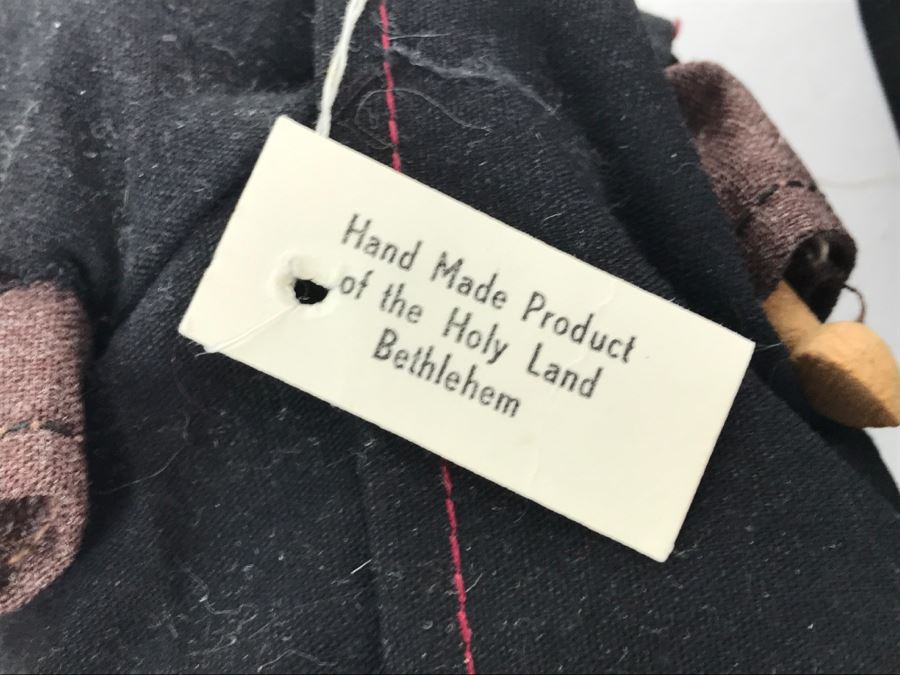 Hand Made Product
of the Holy Land
Bethlehem